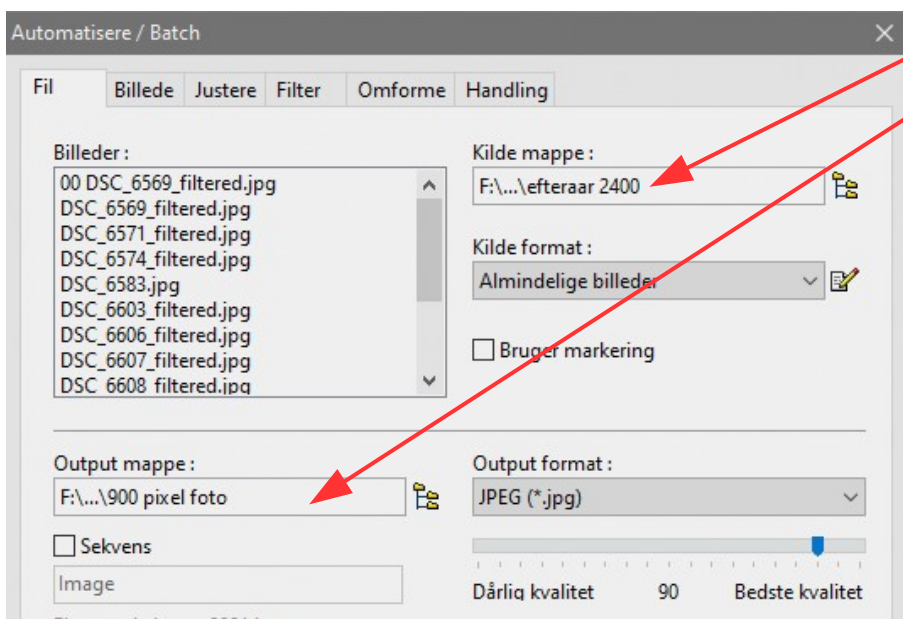 Automatisere / Batch
Fil Billede Justere Filter Omforme Handling
Billeder :
00 DSC_6569_filtered.jpg
DSC_6569_filtered.jpg
DSC_6571_filtered.jpg
DSC_6574_filtered.jpg
DSC_6583.jpg
DSC_6603_filtered.jpg
DSC_6606_filtered.jpg
DSC_6607_filtered.jpg
DSC_6608_filtered.jpg
Kilde mappe :
F:\...\efteraar 2400
Kilde format :
Almindelige billeder
Bruger markering
Output mappe :
F:\...\900 pixel foto
Sekvens
Image
Output format :
JPEG (*.jpg)
Dårlig kvalitet 90 Bedste kvalitet